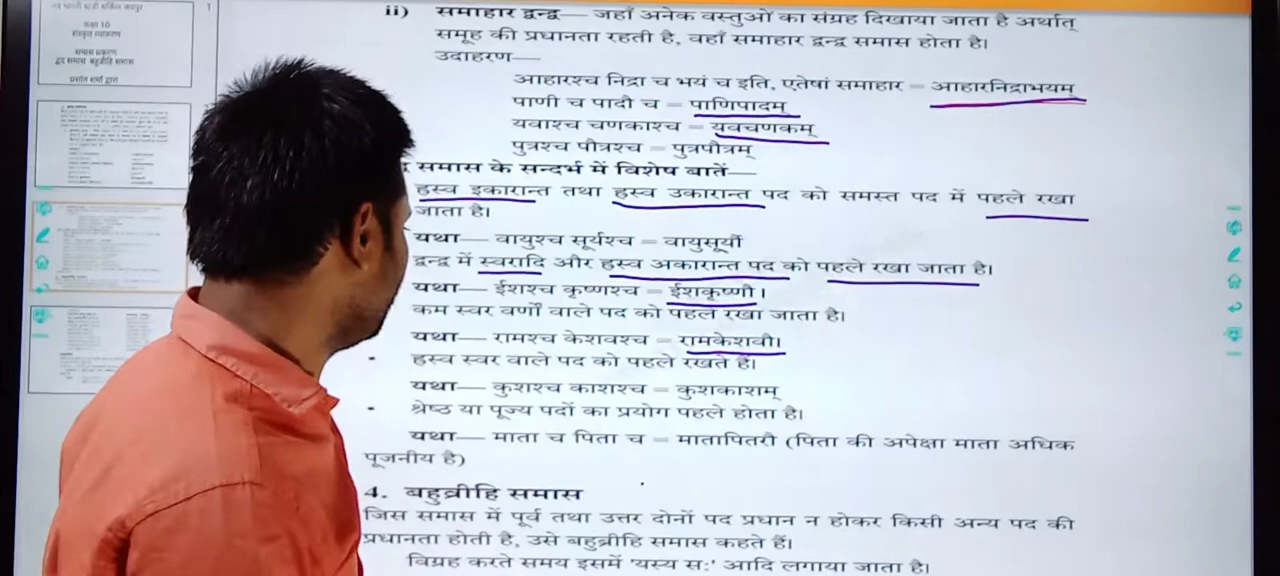 कक्षा 10
संस्कृत व्याकरण
समास प्रकरण
द्वंद समास बहुव्रीहि समास
प्रशांत शर्मा द्वारा
1
ii) समाहार द्वन्द्व— जहाँ अनेक वस्तुओं का संग्रह दिखाया जाता है अर्थात्
समूह की प्रधानता रहती है, वहाँ समाहार द्वन्द्व समास होता है।
उदाहरण—
आहारश्च निद्रा च भयं च इति, एतेषां समाहार = आहारनिद्राभयम्
पाणी च पादौ च = पाणिपादम्
यवाश्च चणकाश्च = यवचणकम्
पुत्रश्च पौत्रश्च = पुत्रपौत्रम्
समास के सन्दर्भ में विशेष बातें—
ह्रस्व इकारान्त तथा ह्रस्व उकारान्त पद को समस्त पद में पहले रखा
जाता है।
यथा— वायुश्च सूर्यश्च = वायुसूर्यौ
द्वन्द्व में स्वरादि और ह्रस्व अकारान्त पद को पहले रखा जाता है।
यथा— ईशश्च कृष्णश्च = ईशकृष्णौ।
कम स्वर वर्णों वाले पद को पहले रखा जाता है।
यथा— रामश्च केशवश्च = रामकेशवौ।
• ह्रस्व स्वर वाले पद को पहले रखते हैं।
यथा— कुशश्च काशश्च = कुशकाशम्
• श्रेष्ठ या पूज्य पदों का प्रयोग पहले होता है।
यथा— माता च पिता च = मातापितरौ (पिता की अपेक्षा माता अधिक
पूजनीय है)
4. बहुव्रीहि समास
जिस समास में पूर्व तथा उत्तर दोनों पद प्रधान न होकर किसी अन्य पद की
प्रधानता होती है, उसे बहुव्रीहि समास कहते हैं।
विग्रह करते समय इसमें 'यस्य सः' आदि लगाया जाता है।